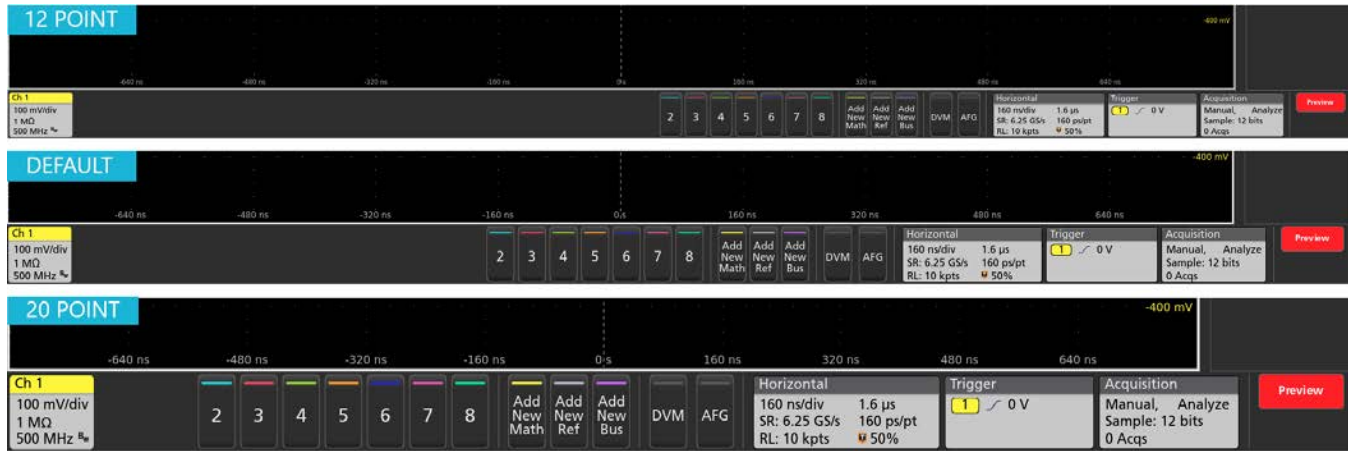 12 POINT
-400 mV
-640 ns -480 ns -320 ns -160 ns 0 s 160 ns 320 ns 480 ns 640 ns
Ch 1
100 mV/div
1 MΩ
500 MHz
2 3 4 5 6 7 8
Add New Math
Add New Ref
Add New Bus
DVM
AFG
Horizontal
160 ns/div 1.6 µs
SR: 6.25 GS/s 160 ps/pt
RL: 10 kpts 50%
Trigger
1 0 V
Acquisition
Manual, Analyze
Sample: 12 bits
0 Acqs
Preview
DEFAULT
-400 mV
-640 ns -480 ns -320 ns -160 ns 0 s 160 ns 320 ns 480 ns 640 ns
Ch 1
100 mV/div
1 MΩ
500 MHz
2 3 4 5 6 7 8
Add New Math
Add New Ref
Add New Bus
DVM
AFG
Horizontal
160 ns/div 1.6 µs
SR: 6.25 GS/s 160 ps/pt
RL: 10 kpts 50%
Trigger
1 0 V
Acquisition
Manual, Analyze
Sample: 12 bits
0 Acqs
Preview
20 POINT
-400 mV
-640 ns -480 ns -320 ns -160 ns 0 s 160 ns 320 ns 480 ns 640 ns
Ch 1
100 mV/div
1 MΩ
500 MHz
2 3 4 5 6 7 8
Add New Math
Add New Ref
Add New Bus
DVM
AFG
Horizontal
160 ns/div 1.6 µs
SR: 6.25 GS/s 160 ps/pt
RL: 10 kpts 50%
Trigger
1 0 V
Acquisition
Manual, Analyze
Sample: 12 bits
0 Acqs
Preview